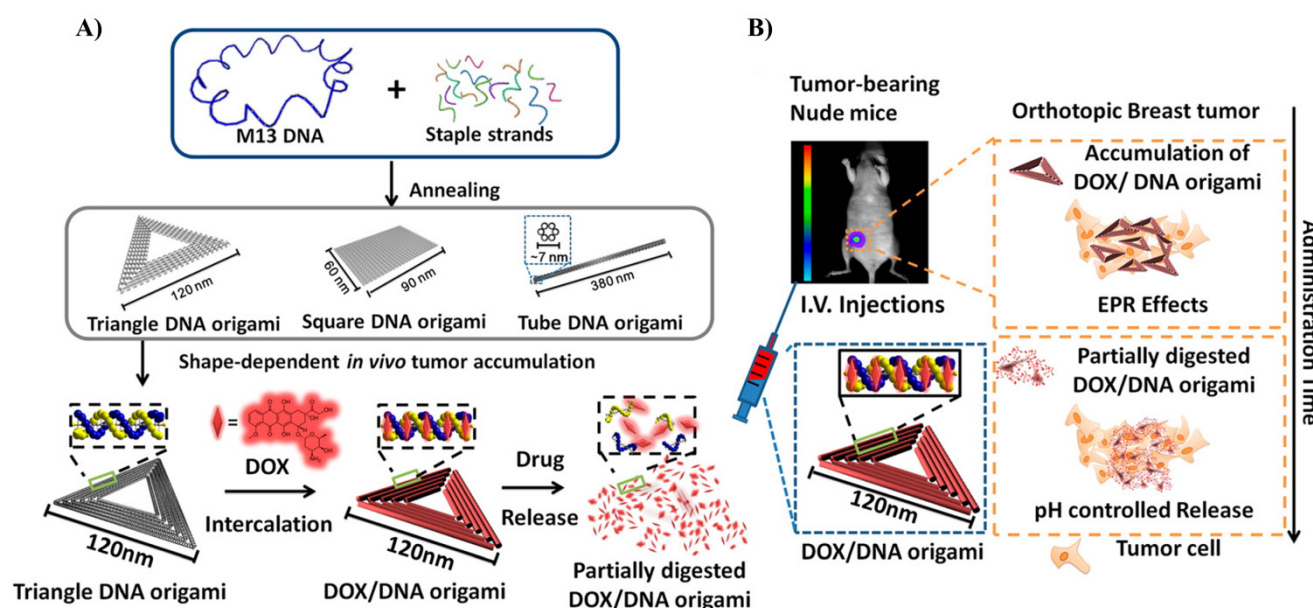 A)
M13 DNA
+
Staple strands
Annealing
120 nm
60 nm
90 nm
~7 nm
380 nm
Triangle DNA origami
Square DNA origami
Tube DNA origami
Shape-dependent in vivo tumor accumulation
=
DOX
Intercalation
Drug
Release
120nm
120nm
Triangle DNA origami
DOX/DNA origami
Partially digested
DOX/DNA origami
B)
Tumor-bearing
Nude mice
I.V. Injections
120nm
DOX/DNA origami
Orthotopic Breast tumor
Accumulation of
DOX/ DNA origami
EPR Effects
Partially digested
DOX/DNA origami
pH controlled Release
Tumor cell
Administration Time